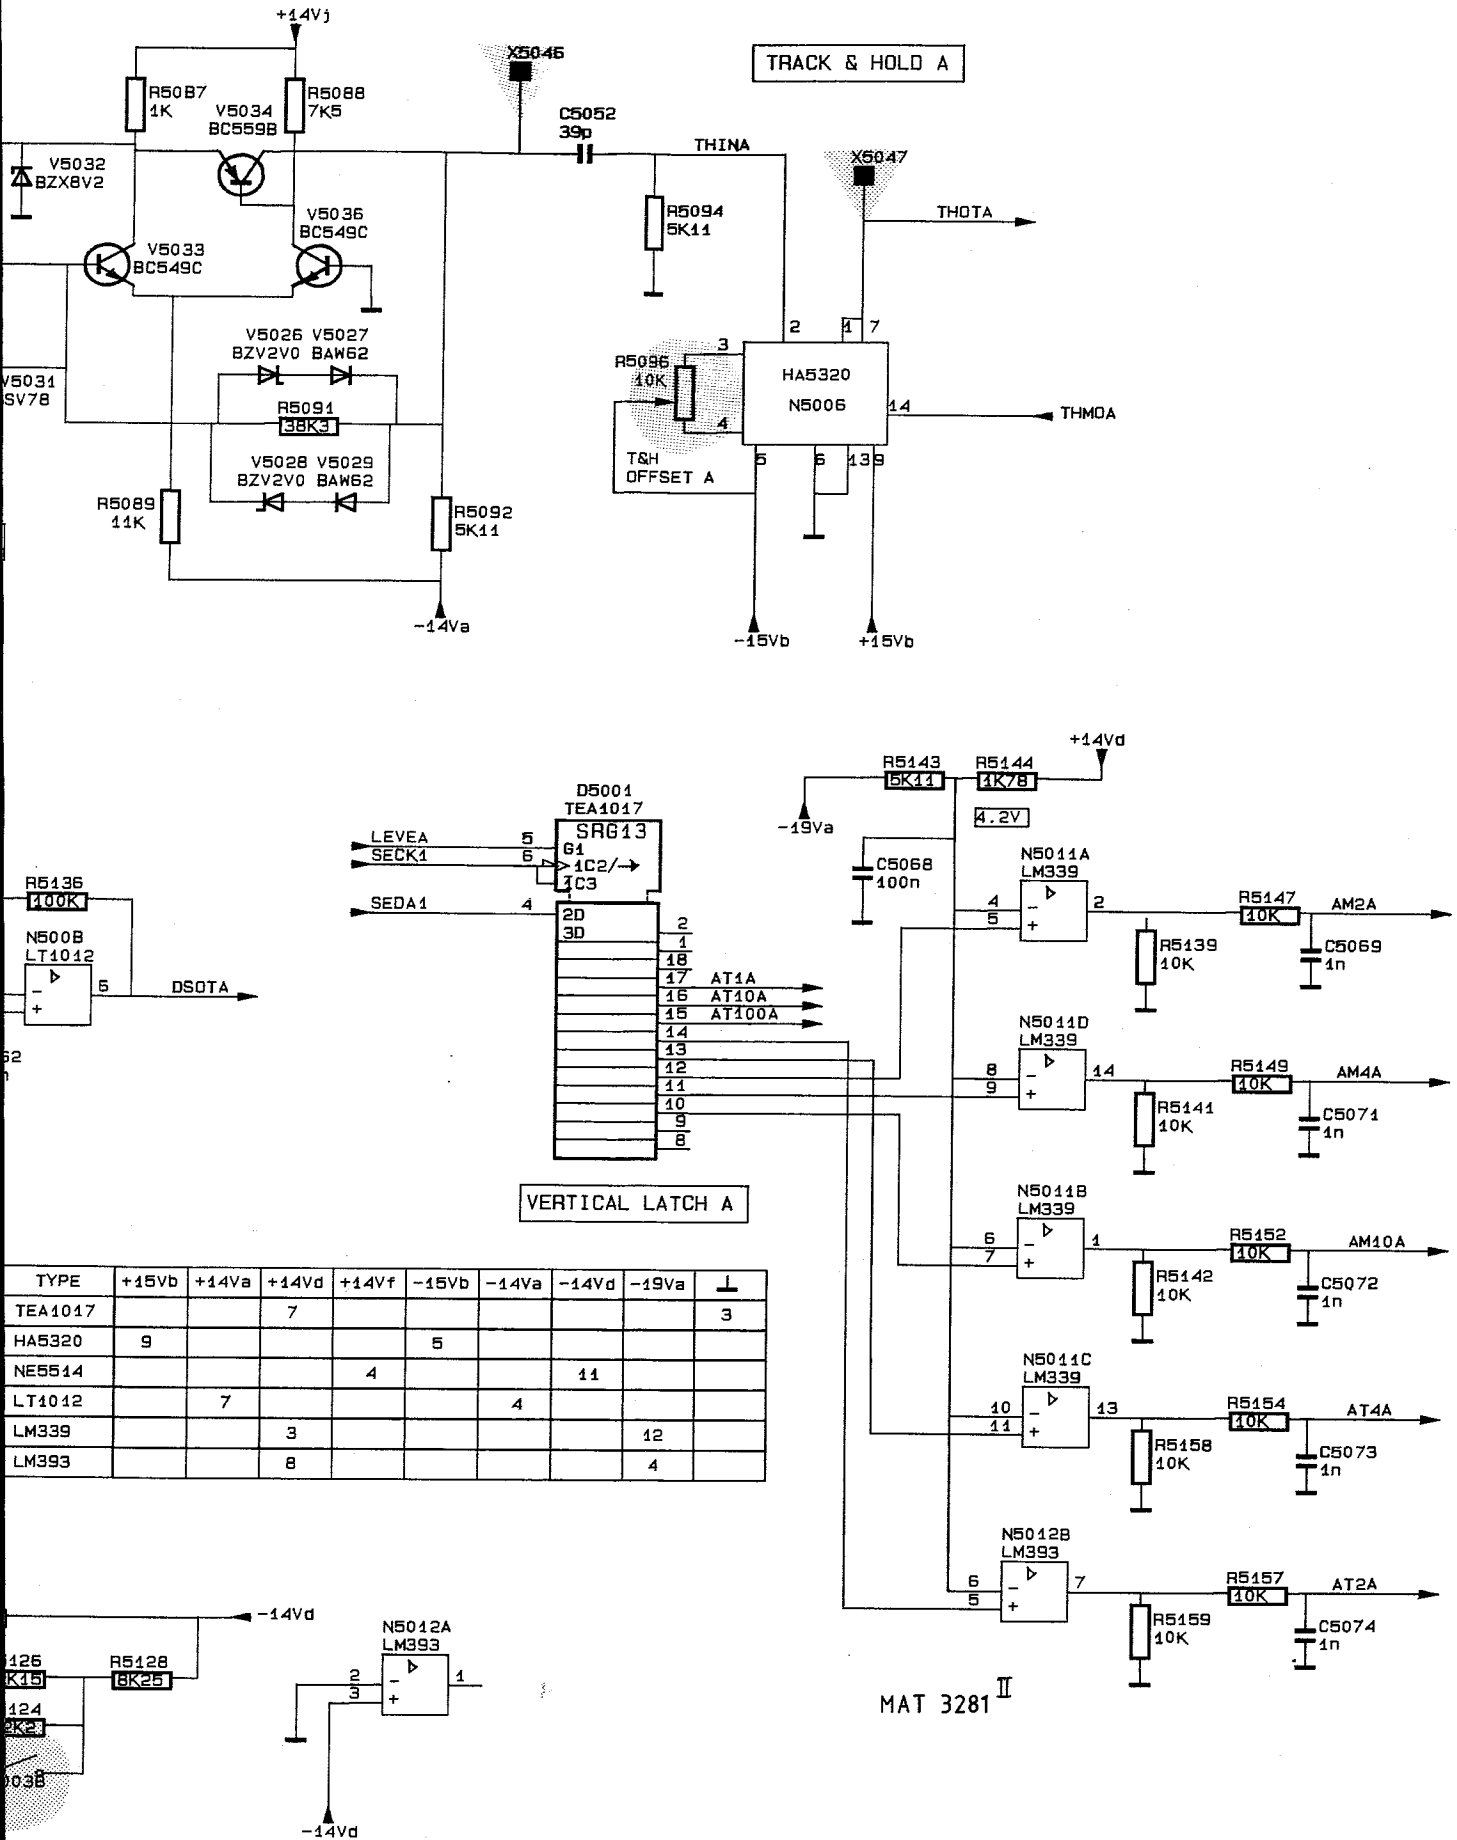 +14Vj
X5046
TRACK & HOLD A
R5087
1K
V5034
BC559B
R5088
7K5
C5052
39p
THINA
X5047
V5032
BZX8V2
R5094
5K11
THOTA
V5036
BC549C
V5033
BC549C
V5026 V5027
BZV2V0 BAW62
2
1
7
3
R5096
10K
HA5320
N5006
14
THMOA
V5031
SV78
R5091
38K3
4
V5028 V5029
BZV2V0 BAW62
T&H
OFFSET A
5
6
13
9
R5089
11K
R5092
5K11
-14Va
-15Vb
+15Vb
+14Vd
R5143
5K11
R5144
1K78
D5001
TEA1017
SRG13
-19Va
4.2V
LEVEA
5
G1
SECK1
6
1C2/→
1C3
C5068
100n
N5011A
LM339
R5136
100K
SEDA1
4
2D
3D
4
-
5
+
2
R5147
10K
AM2A
N5008
LT1012
2
1
18
17
AT1A
16
AT10A
15
AT100A
14
13
12
11
10
9
8
R5139
10K
C5069
1n
-
+
6
DSOTA
N5011D
LM339
8
-
9
+
14
R5149
10K
AM4A
R5141
10K
C5071
1n
VERTICAL LATCH A
N5011B
LM339
6
-
7
+
1
R5152
10K
AM10A
R5142
10K
C5072
1n
TYPE +15Vb +14Va +14Vd +14Vf -15Vb -14Va -14Vd -19Va ⊥
TEA1017 7 3
HA5320 9 5
NE5514 4 11
LT1012 7 4
LM339 3 12
LM393 8 4
N5011C
LM339
10
-
11
+
13
R5154
10K
AT4A
R5158
10K
C5073
1n
N5012B
LM393
6
-
5
+
7
R5157
10K
AT2A
R5159
10K
C5074
1n
-14Vd
N5012A
LM393
126
K15
R5128
8K25
2
-
3
+
1
124
2K2
003B
MAT 3281 II
-14Vd